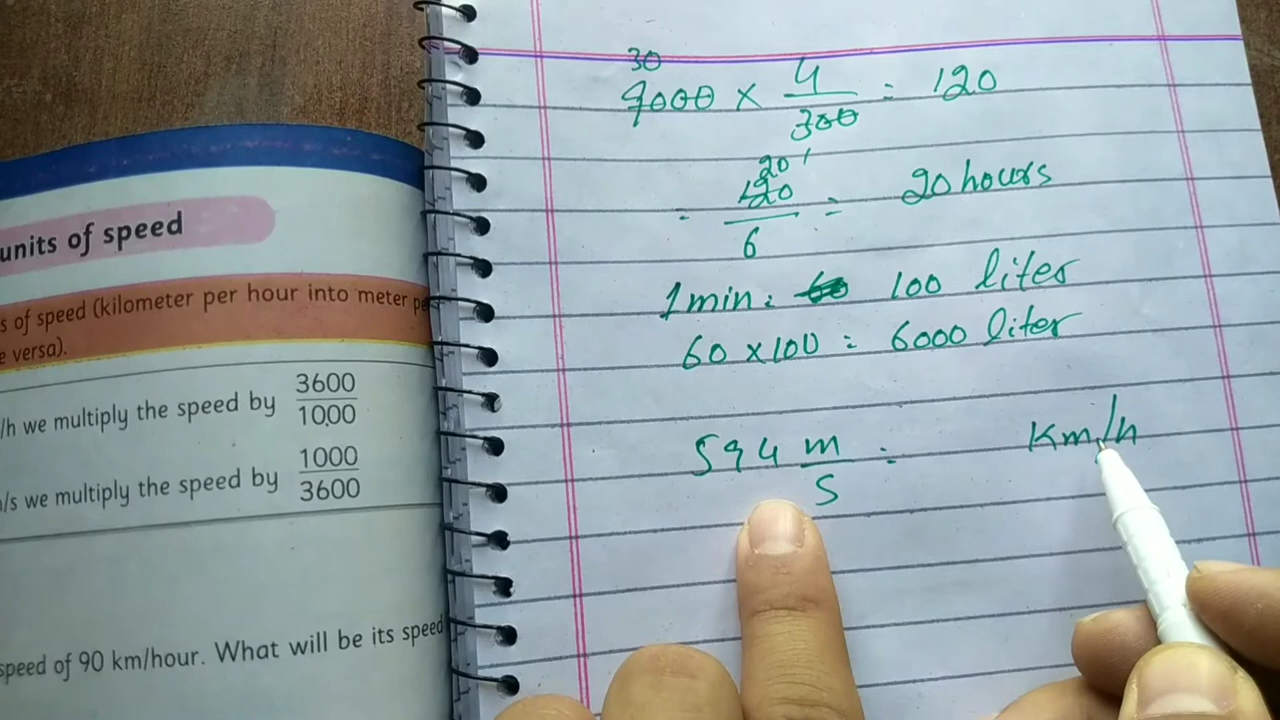 units of speed
s of speed (kilometer per hour into meter pe
e versa).
/h we multiply the speed by 3600/1000
/s we multiply the speed by 1000/3600
speed of 90 km/hour. What will be its speed
30
9000 × 4/300 = 120
20 1
= 120/6 = 20 hours
1min = 100 liter
60 × 100 = 6000 liter
594 m/s = Km/h